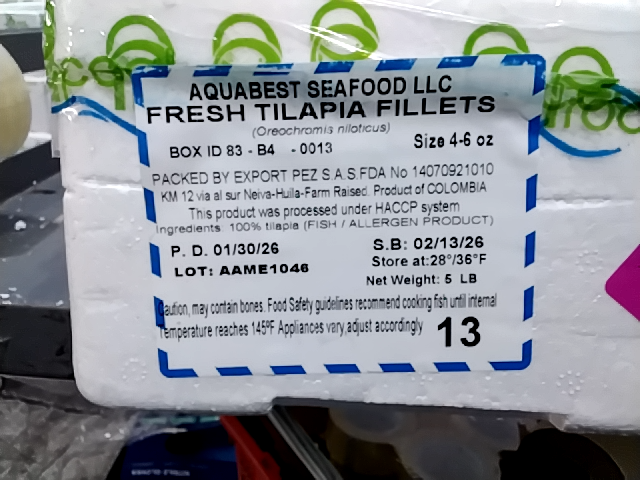 AQUABEST SEAFOOD LLC
FRESH TILAPIA FILLETS
(Oreochromis niloticus)
BOX ID 83 - B4 - 0013
Size 4-6 oz
PACKED BY EXPORT PEZ S.A.S.FDA No 14070921010
KM 12 via al sur Neiva-Huila-Farm Raised. Product of COLOMBIA
This product was processed under HACCP system
Ingredients: 100% tilapia (FISH / ALLERGEN PRODUCT)
P. D. 01/30/26
S.B: 02/13/26
LOT: AAME1046
Store at:28°/36°F
Net Weight: 5 LB
Caution, may contain bones. Food Safety guidelines recommend cooking fish until internal
Temperature reaches 145ºF Appliances vary,adjust accordingly
13